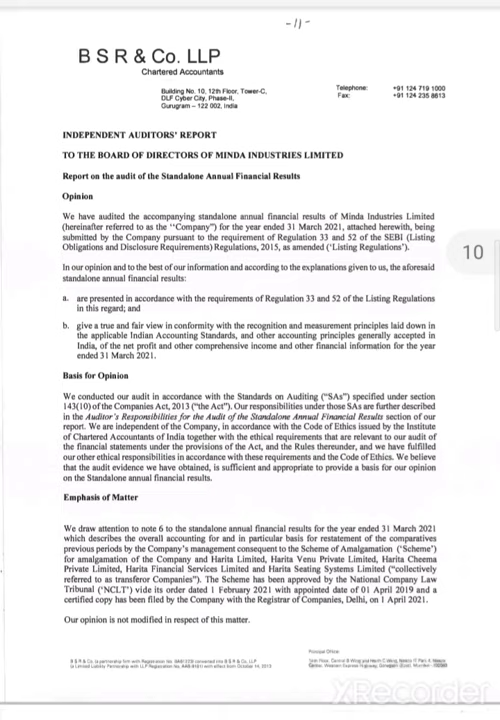 -11-
B S R & Co. LLP
Chartered Accountants
Building No. 10, 12th Floor, Tower-C,
DLF Cyber City, Phase-II,
Gurugram – 122 002, India
Telephone: +91 124 719 1000
Fax: +91 124 235 8613
INDEPENDENT AUDITORS' REPORT
TO THE BOARD OF DIRECTORS OF MINDA INDUSTRIES LIMITED
Report on the audit of the Standalone Annual Financial Results
Opinion
We have audited the accompanying standalone annual financial results of Minda Industries Limited
(hereinafter referred to as the ''Company") for the year ended 31 March 2021, attached herewith, being
submitted by the Company pursuant to the requirement of Regulation 33 and 52 of the SEBI (Listing
Obligations and Disclosure Requirements) Regulations, 2015, as amended ('Listing Regulations').
10
In our opinion and to the best of our information and according to the explanations given to us, the aforesaid
standalone annual financial results:
a. are presented in accordance with the requirements of Regulation 33 and 52 of the Listing Regulations
in this regard; and
b. give a true and fair view in conformity with the recognition and measurement principles laid down in
the applicable Indian Accounting Standards, and other accounting principles generally accepted in
India, of the net profit and other comprehensive income and other financial information for the year
ended 31 March 2021.
Basis for Opinion
We conducted our audit in accordance with the Standards on Auditing ("SAs") specified under section
143(10) of the Companies Act, 2013 ("the Act"). Our responsibilities under those SAs are further described
in the Auditor's Responsibilities for the Audit of the Standalone Annual Financial Results section of our
report. We are independent of the Company, in accordance with the Code of Ethics issued by the Institute
of Chartered Accountants of India together with the ethical requirements that are relevant to our audit of
the financial statements under the provisions of the Act, and the Rules thereunder, and we have fulfilled
our other ethical responsibilities in accordance with these requirements and the Code of Ethics. We believe
that the audit evidence we have obtained, is sufficient and appropriate to provide a basis for our opinion
on the Standalone annual financial results.
Emphasis of Matter
We draw attention to note 6 to the standalone annual financial results for the year ended 31 March 2021
which describes the overall accounting for and in particular basis for restatement of the comparatives
previous periods by the Company's management consequent to the Scheme of Amalgamation ('Scheme')
for amalgamation of the Company and Harita Limited, Harita Venu Private Limited, Harita Cheema
Private Limited, Harita Financial Services Limited and Harita Seating Systems Limited ("collectively
referred to as transferor Companies"). The Scheme has been approved by the National Company Law
Tribunal ('NCLT') vide its order dated 1 February 2021 with appointed date of 01 April 2019 and a
certified copy has been filed by the Company with the Registrar of Companies, Delhi, on 1 April 2021.
Our opinion is not modified in respect of this matter.
Principal Office
B S R & Co. (a partnership firm with Registration No. converted into B S R & Co. LLP
(a Limited Liability Partnership with LLP Registration No. with effect from October 14, 2013
XRecorder